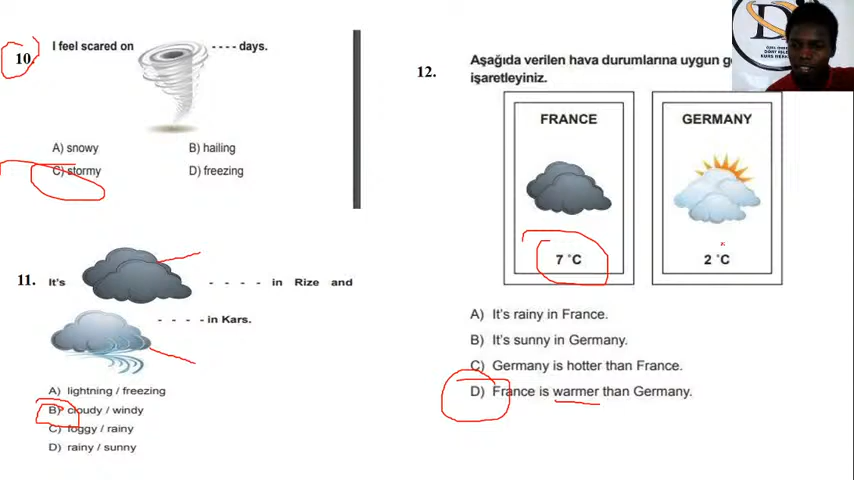 10.
I feel scared on ---- days.
A) snowy
B) hailing
C) stormy
D) freezing
11. It's - - - - in Rize and
- - - - in Kars.
A) lightning / freezing
B) cloudy / windy
C) foggy / rainy
D) rainy / sunny
12.
Aşağıda verilen hava durumlarına uygun
işaretleyiniz.
FRANCE
GERMANY
7 °C
2 °C
A) It's rainy in France.
B) It's sunny in Germany.
C) Germany is hotter than France.
D) France is warmer than Germany.